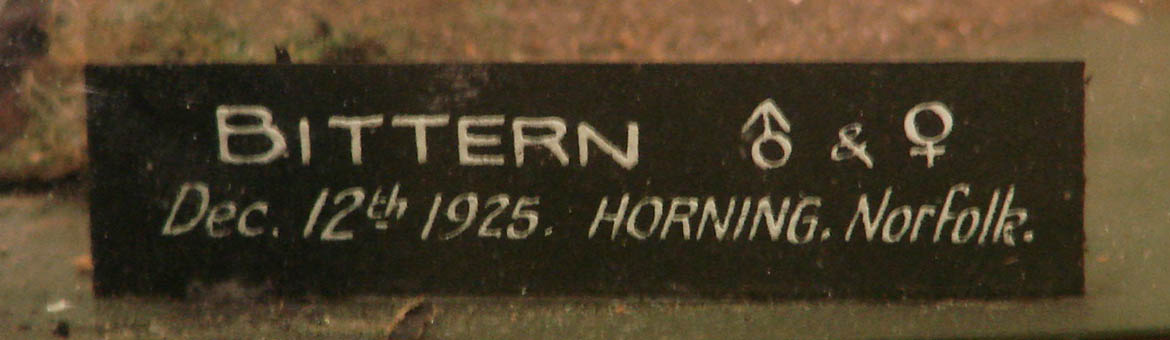 BITTERN ♂ & ♀
Dec. 12th 1925. HORNING. Norfolk.